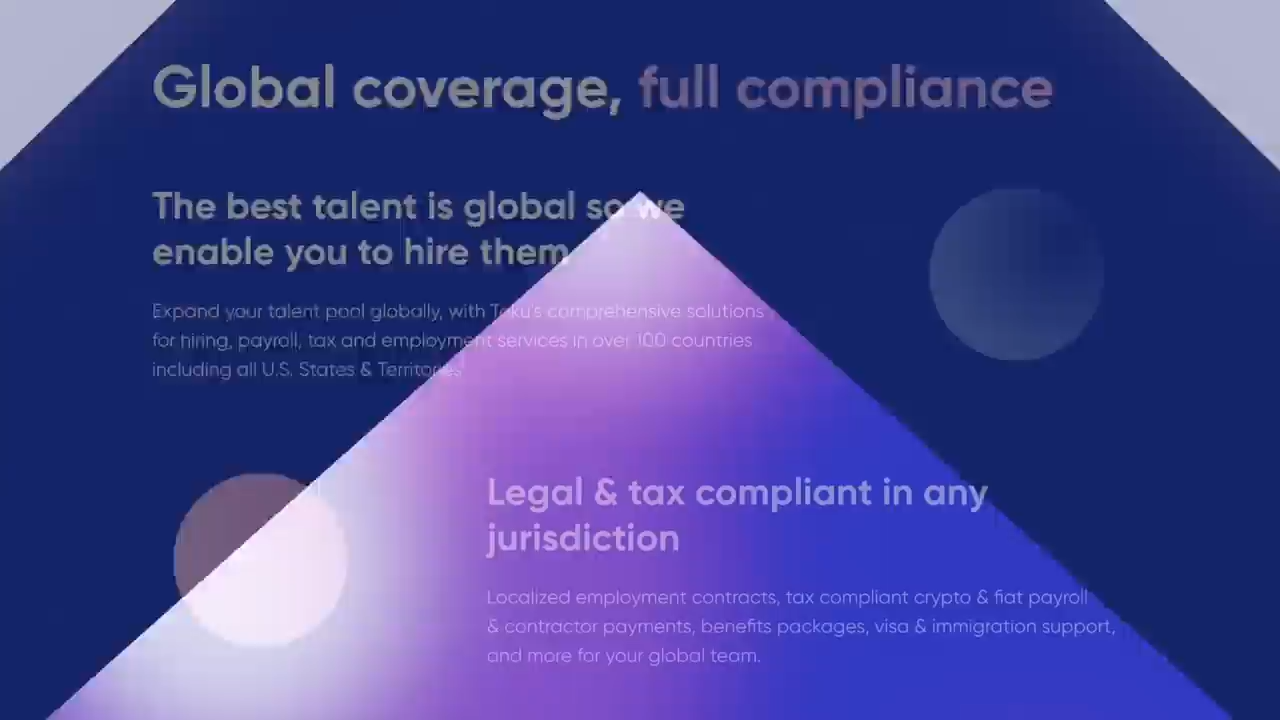 Global coverage, full compliance
The best talent is global so we
enable you to hire them
Expand your talent pool globally, with Toku's comprehensive solutions
for hiring, payroll, tax and employment services in over 100 countries
including all U.S. States & Territories
Legal & tax compliant in any
jurisdiction
Localized employment contracts, tax compliant crypto & fiat payroll
& contractor payments, benefits packages, visa & immigration support,
and more for your global team.